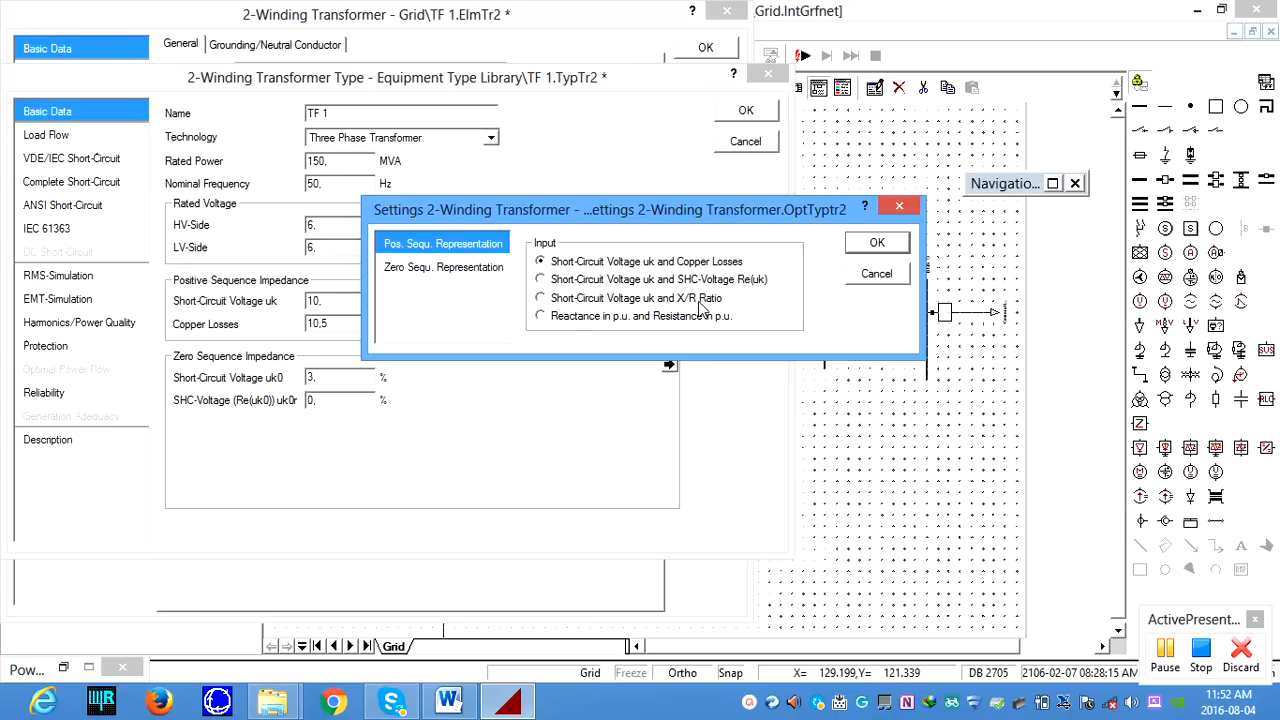 2-Winding Transformer - Grid\TF 1.ElmTr2 *
?
Grid.IntGrfnet]
Basic Data
General
Grounding/Neutral Conductor
OK
2-Winding Transformer Type - Equipment Type Library\TF 1.TypTr2 *
?
Basic Data
Load Flow
VDE/IEC Short-Circuit
Complete Short-Circuit
ANSI Short-Circuit
IEC 61363
DC Short-Circuit
RMS-Simulation
EMT-Simulation
Harmonics/Power Quality
Protection
Optimal Power Flow
Reliability
Generation Adequacy
Description
Name
TF 1
Technology
Three Phase Transformer
Rated Power
150,
MVA
Nominal Frequency
50,
Hz
Rated Voltage
HV-Side
6,
LV-Side
6,
Positive Sequence Impedance
Short-Circuit Voltage uk
10,
Copper Losses
10,5
Zero Sequence Impedance
Short-Circuit Voltage uk0
3,
%
SHC-Voltage (Re(uk0)) uk0r
0,
%
OK
Cancel
Settings 2-Winding Transformer - ...ettings 2-Winding Transformer.OptTyptr2
?
Pos. Sequ. Representation
Zero Sequ. Representation
Input
Short-Circuit Voltage uk and Copper Losses
Short-Circuit Voltage uk and SHC-Voltage Re(uk)
Short-Circuit Voltage uk and X/R Ratio
Reactance in p.u. and Resistance in p.u.
OK
Cancel
Navigatio...
Grid
ActivePresent...
Pause
Stop
Discard
Pow...
Grid
Freeze
Ortho
Snap
X= 129.199,
Y= 121.339
DB 2705
2106-02-07 08:28:15 AM
11:52 AM
2016-08-04